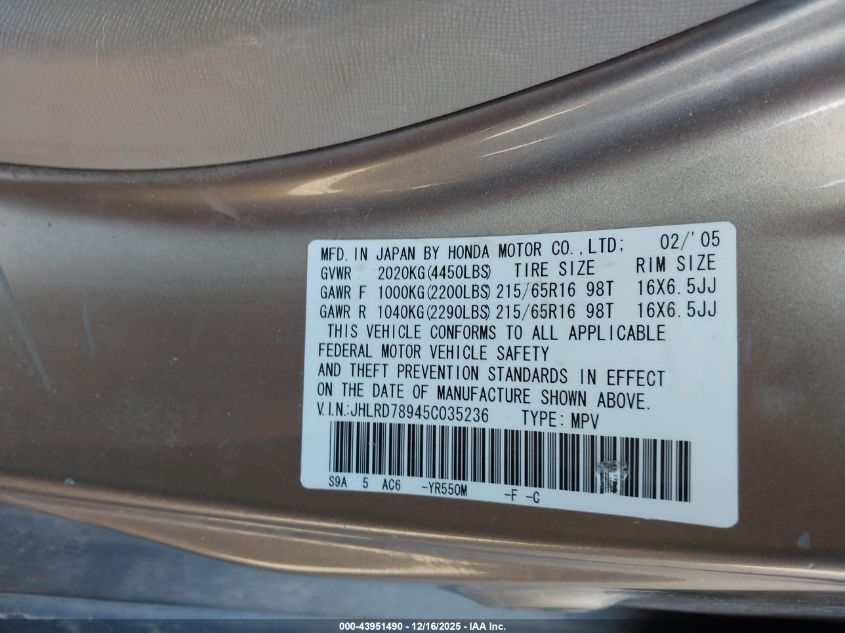 MFD. IN JAPAN BY HONDA MOTOR CO., LTD; 02/'05
GVWR 2020KG(4450LBS) TIRE SIZE RIM SIZE
GAWR F 1000KG(2200LBS) 215/65R16 98T 16X6.5JJ
GAWR R 1040KG(2290LBS) 215/65R16 98T 16X6.5JJ
THIS VEHICLE CONFORMS TO ALL APPLICABLE
FEDERAL MOTOR VEHICLE SAFETY
AND THEFT PREVENTION STANDARDS IN EFFECT
ON THE DATE OF MANUFACTURE SHOWN ABOVE.
V.I.N.:JHLRD78945C035236 TYPE: MPV
S9A 5 AC6 -YR550M -F -C
000-43951490 - 12/16/2025 - IAA Inc.